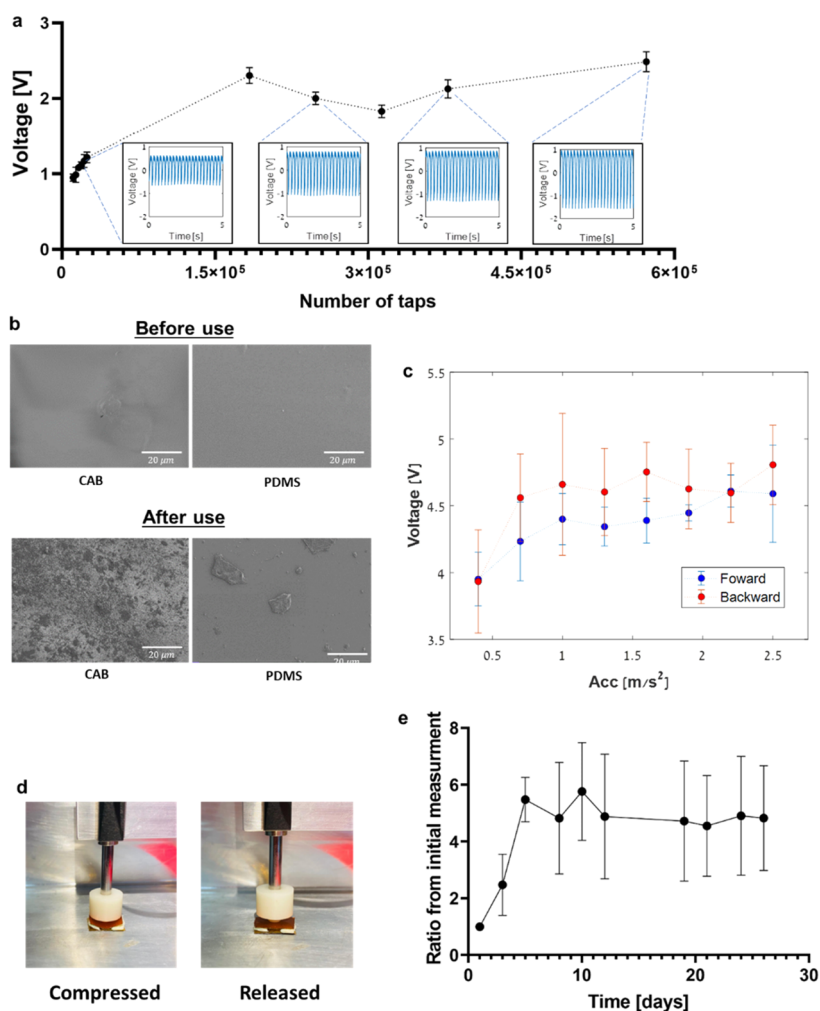 a
3
2
1
0
Voltage [V]
1
0
-1
-2
Voltage [V]
0
5
Time [s]
1
0
-1
-2
Voltage [V]
0
5
Time [s]
1
0
-1
-2
Voltage [V]
0
5
Time [s]
1
0
-1
-2
Voltage [V]
0
5
Time [s]
0
1.5×10⁵
3×10⁵
4.5×10⁵
6×10⁵
Number of taps
b
Before use
20 μm
20 μm
CAB
PDMS
After use
20 μm
20 μm
CAB
PDMS
c
5.5
5
4.5
4
3.5
Voltage [V]
Foward
Backward
0.5
1
1.5
2
2.5
Acc [m/s²]
d
Compressed
Released
e
8
6
4
2
0
Ratio from initial measurment
0
10
20
30
Time [days]